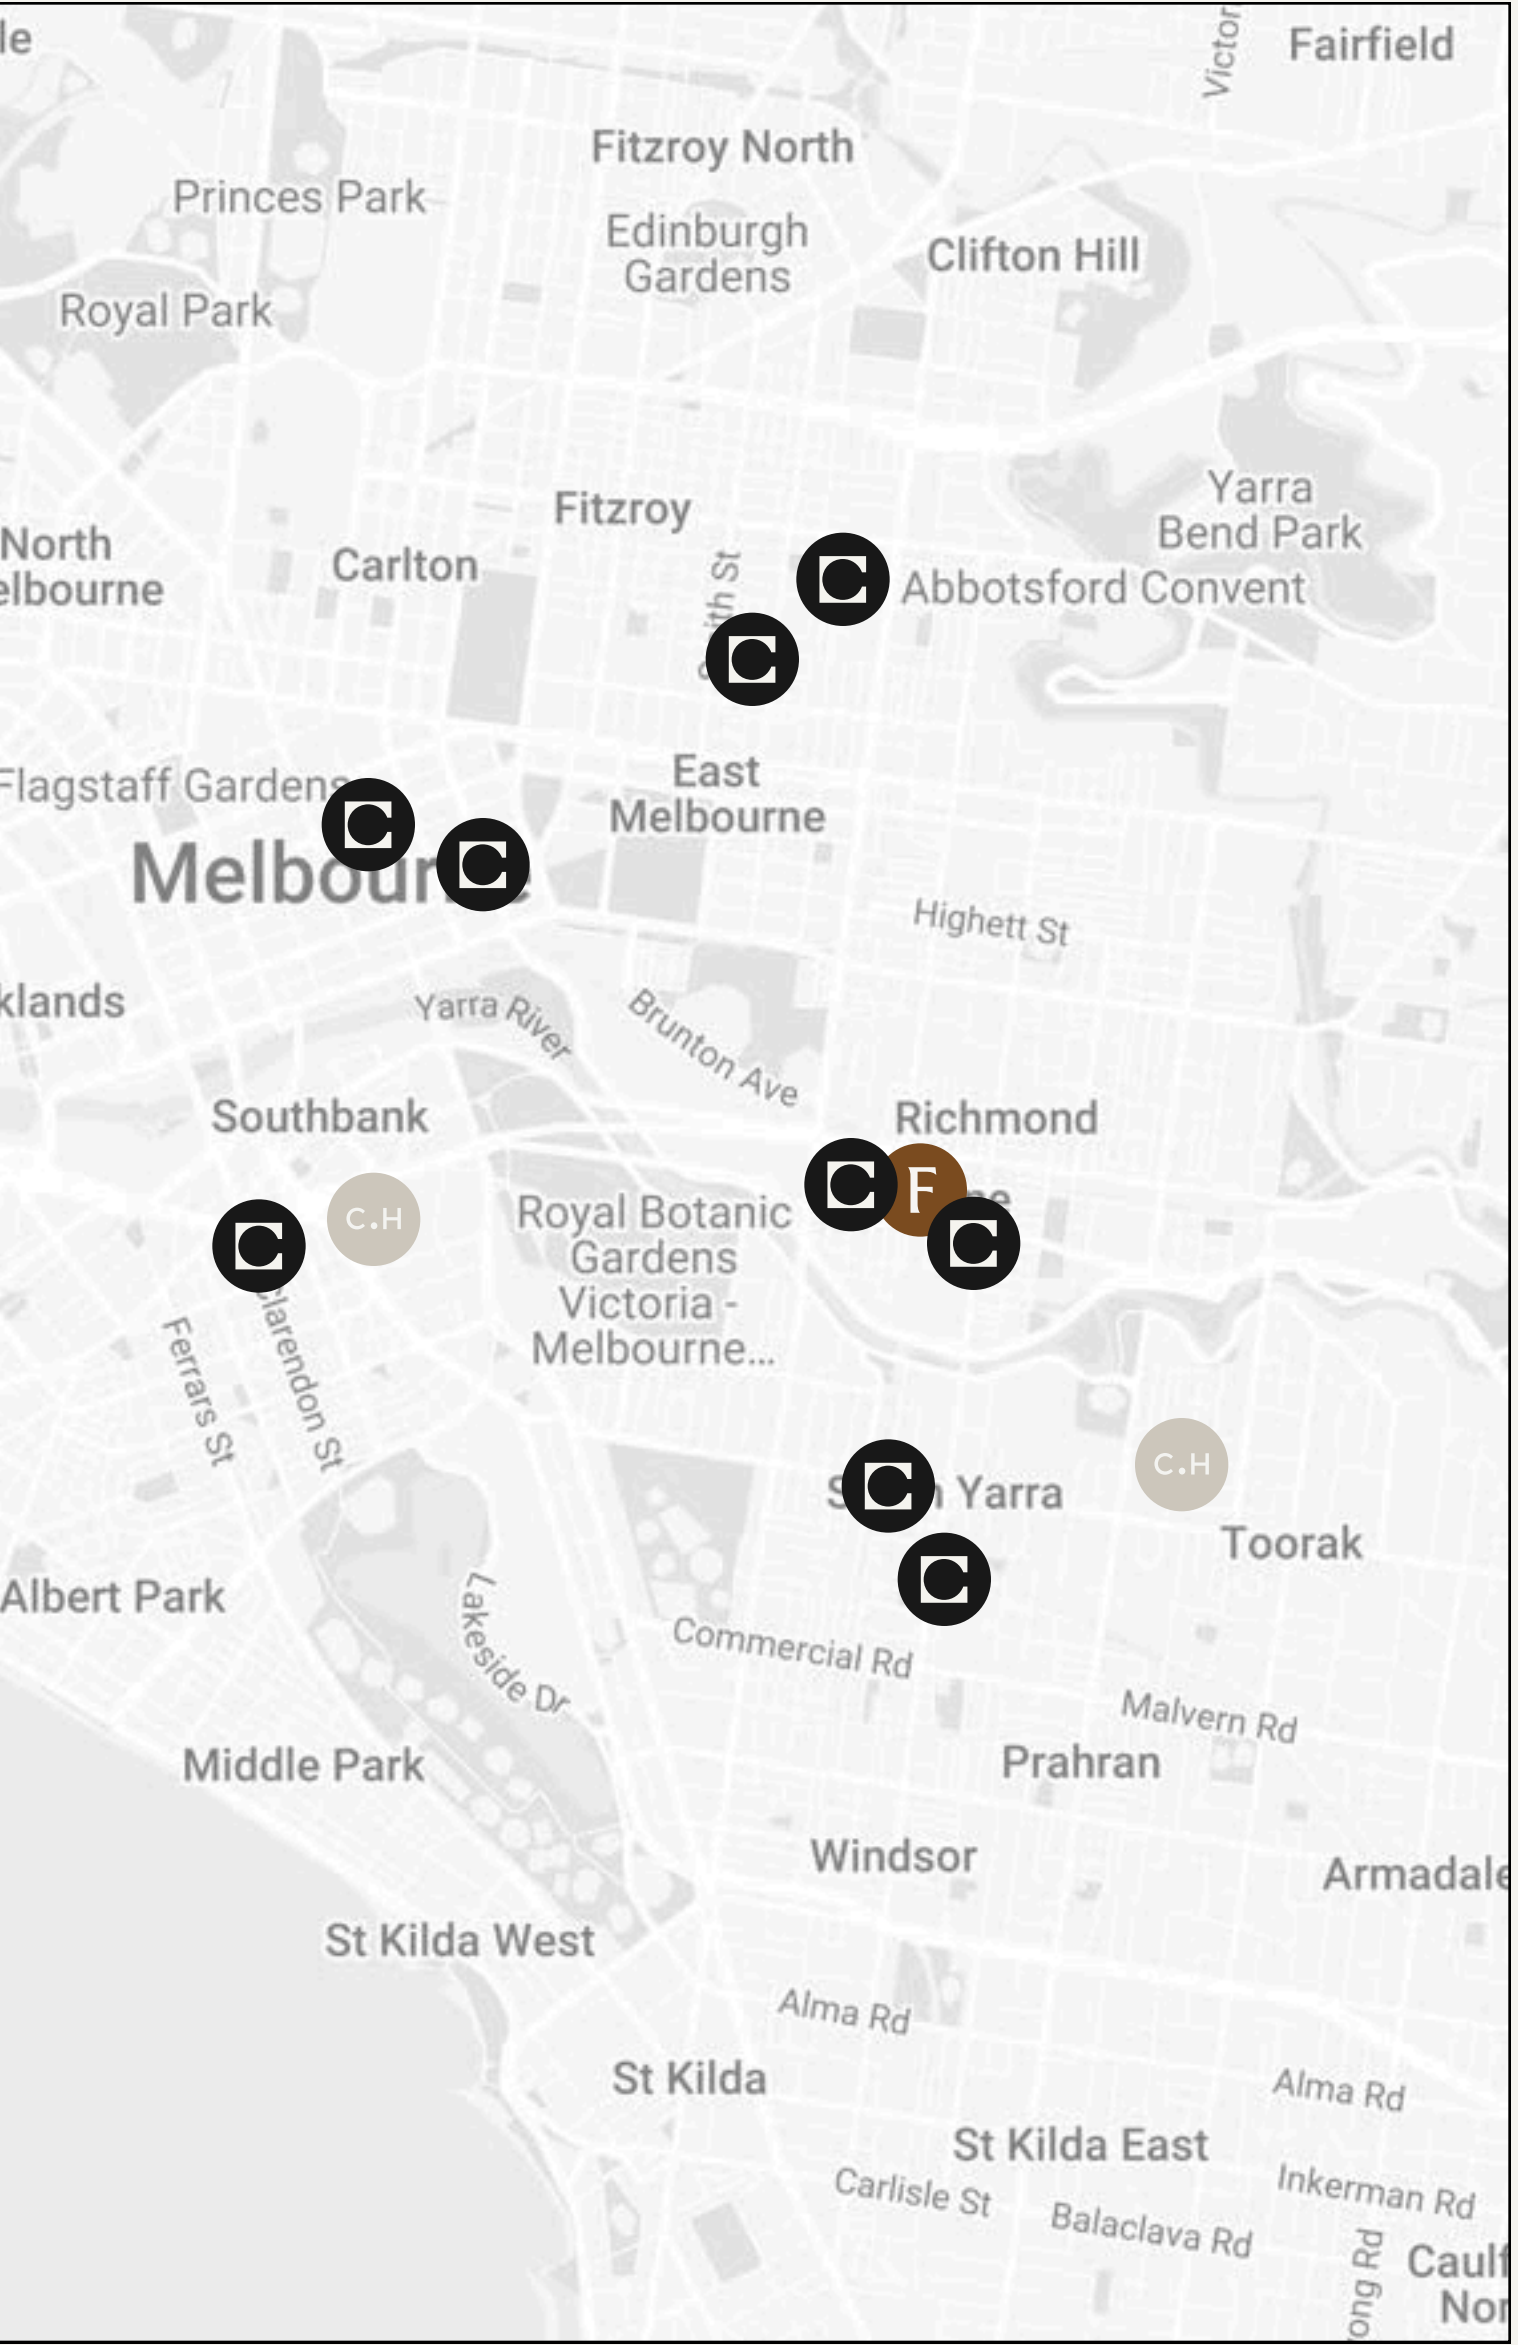 Fairfield
Fitzroy North
Princes Park
Edinburgh
Gardens
Clifton Hill
Royal Park
Yarra
Bend Park
Fitzroy
North
Carlton
Abbotsford Convent
East
Melbourne
Flagstaff Gardens
Highett St
Yarra River
Brunton Ave
Southbank
Richmond
F
C.H
Royal Botanic
Gardens
Victoria -
Melbourne...
Ferrars St
Clarendon St
C.H
Yarra
Toorak
Albert Park
Lakeside Dr
Commercial Rd
Malvern Rd
Middle Park
Prahran
Windsor
Armadale
St Kilda West
Alma Rd
St Kilda
Alma Rd
St Kilda East
Carlisle St
Inkerman Rd
Balaclava Rd